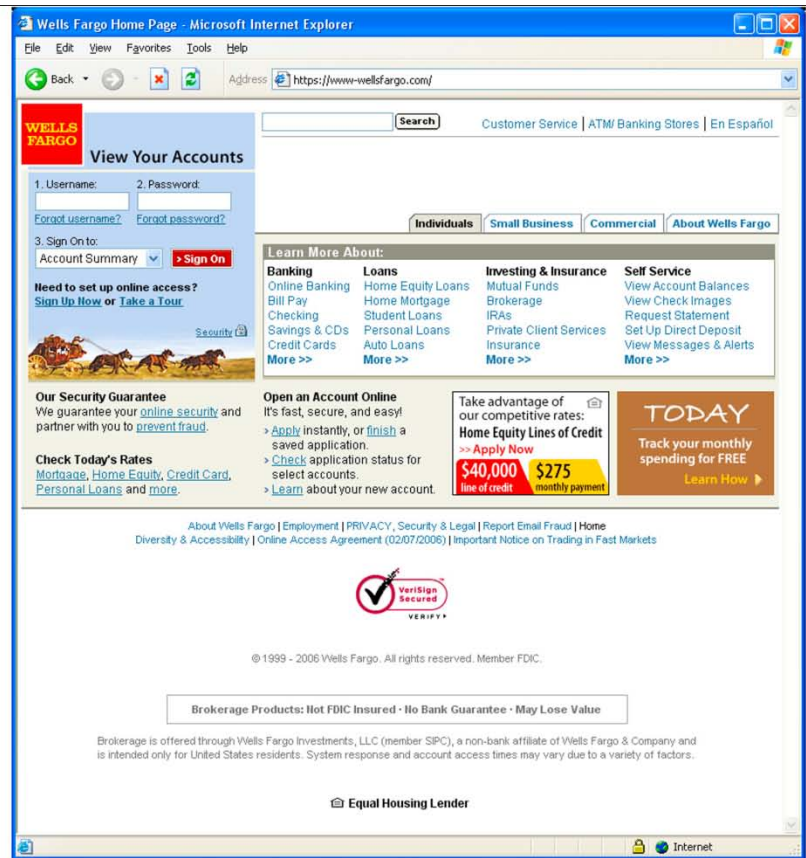 Wells Fargo Home Page - Microsoft Internet Explorer
File Edit View Favorites Tools Help
Back Address https://www-wellsfargo.com/
WELLS
FARGO
View Your Accounts
Search Customer Service | ATM/ Banking Stores | En Español
1. Username: 2. Password:
Forgot username? Forgot password?
3. Sign On to:
Account Summary > Sign On
Need to set up online access?
Sign Up Now or Take a Tour
Security
Individuals Small Business Commercial About Wells Fargo
Learn More About:
Banking
Online Banking
Bill Pay
Checking
Savings & CDs
Credit Cards
More >>
Loans
Home Equity Loans
Home Mortgage
Student Loans
Personal Loans
Auto Loans
More >>
Investing & Insurance
Mutual Funds
Brokerage
IRAs
Private Client Services
Insurance
More >>
Self Service
View Account Balances
View Check Images
Request Statement
Set Up Direct Deposit
View Messages & Alerts
More >>
Our Security Guarantee
We guarantee your online security and
partner with you to prevent fraud.
Check Today's Rates
Mortgage, Home Equity, Credit Card,
Personal Loans and more.
Open an Account Online
It's fast, secure, and easy!
> Apply instantly, or finish a
saved application.
> Check application status for
select accounts.
> Learn about your new account.
Take advantage of
our competitive rates:
Home Equity Lines of Credit
>> Apply Now
$40,000
line of credit
$275
monthly payment
TODAY
Track your monthly
spending for FREE
Learn How
About Wells Fargo | Employment | PRIVACY, Security & Legal | Report Email Fraud | Home
Diversity & Accessibility | Online Access Agreement (02/07/2006) | Important Notice on Trading in Fast Markets
VeriSign
Secured
VERIFY
© 1999 - 2006 Wells Fargo. All rights reserved. Member FDIC.
Brokerage Products: Not FDIC Insured · No Bank Guarantee · May Lose Value
Brokerage is offered through Wells Fargo Investments, LLC (member SIPC), a non-bank affiliate of Wells Fargo & Company and
is intended only for United States residents. System response and account access times may vary due to a variety of factors.
Equal Housing Lender
Internet